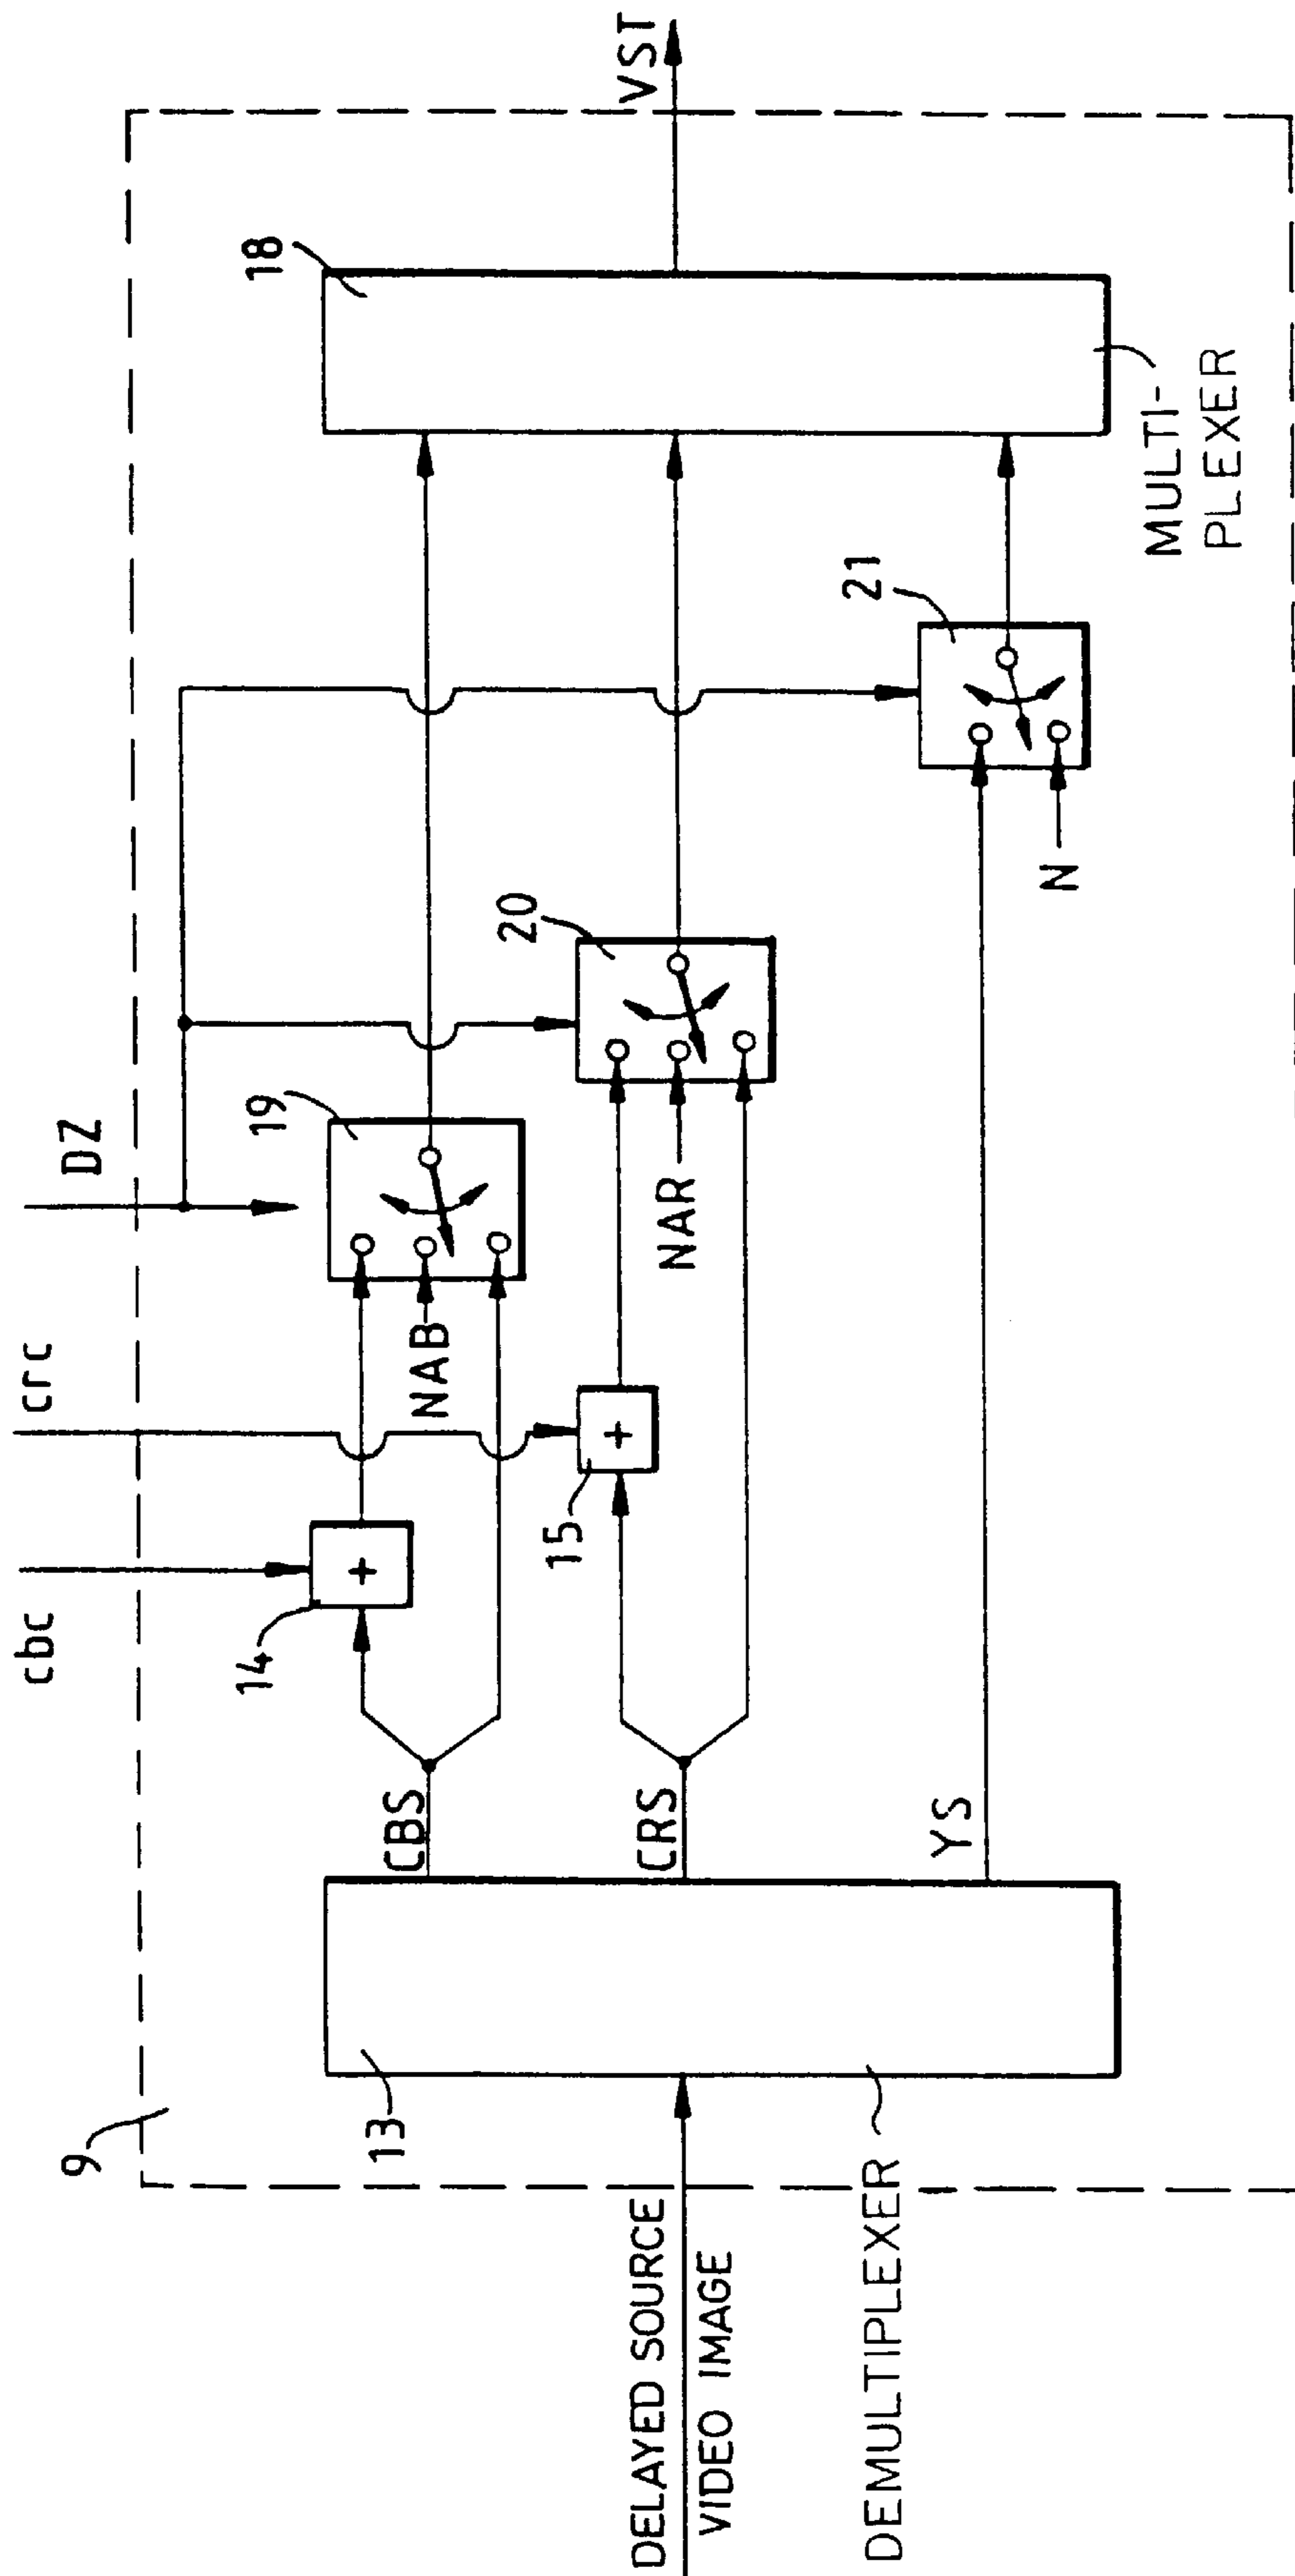 cbc
crc
DZ
9
VST
13
14
19
18
CBS
NAB
20
15
CRS
NAR
21
YS
N
DELAYED SOURCE
VIDEO IMAGE
DEMULTIPLEXER
MULTI-
PLEXER